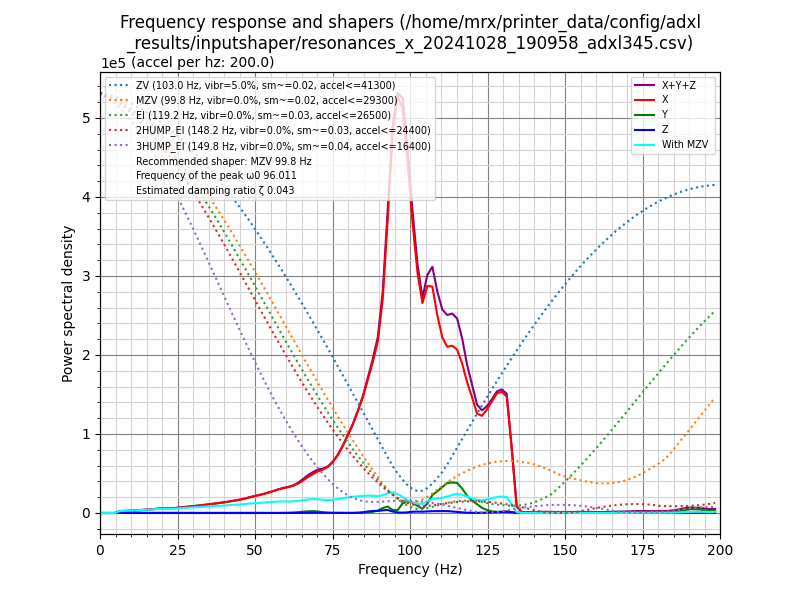 Frequency response and shapers (/home/mrx/printer_data/config/adxl
_results/inputshaper/resonances_x_20241028_190958_adxl345.csv)
1e5 (accel per hz: 200.0)
ZV (103.0 Hz, vibr=5.0%, sm~=0.02, accel<=41300)
MZV (99.8 Hz, vibr=0.0%, sm~=0.02, accel<=29300)
EI (119.2 Hz, vibr=0.0%, sm~=0.03, accel<=26500)
2HUMP_EI (148.2 Hz, vibr=0.0%, sm~=0.03, accel<=24400)
3HUMP_EI (149.8 Hz, vibr=0.0%, sm~=0.04, accel<=16400)
Recommended shaper: MZV 99.8 Hz
Frequency of the peak ω0 96.011
Estimated damping ratio ζ 0.043
X+Y+Z
X
Y
Z
With MZV
Power spectral density
5
4
3
2
1
0
0 25 50 75 100 125 150 175 200
Frequency (Hz)